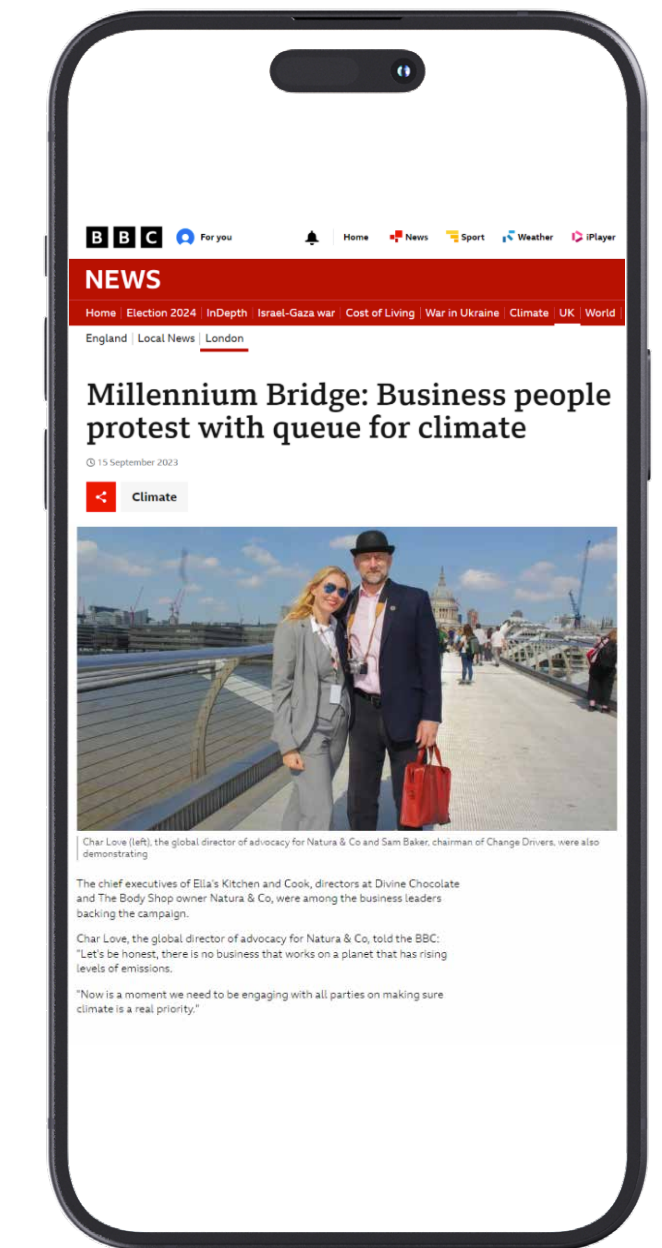 BBC For you Home News Sport Weather iPlayer
NEWS
Home Election 2024 InDepth Israel-Gaza war Cost of Living War in Ukraine Climate UK World
England Local News London
Millennium Bridge: Business people
protest with queue for climate
15 September 2023
Climate
Char Love (left), the global director of advocacy for Natura & Co and Sam Baker, chairman of Change Drivers, were also
demonstrating
The chief executives of Ella's Kitchen and Cook, directors at Divine Chocolate
and The Body Shop owner Natura & Co, were among the business leaders
backing the campaign.
Char Love, the global director of advocacy for Natura & Co, told the BBC:
"Let's be honest, there is no business that works on a planet that has rising
levels of emissions.
"Now is a moment we need to be engaging with all parties on making sure
climate is a real priority."